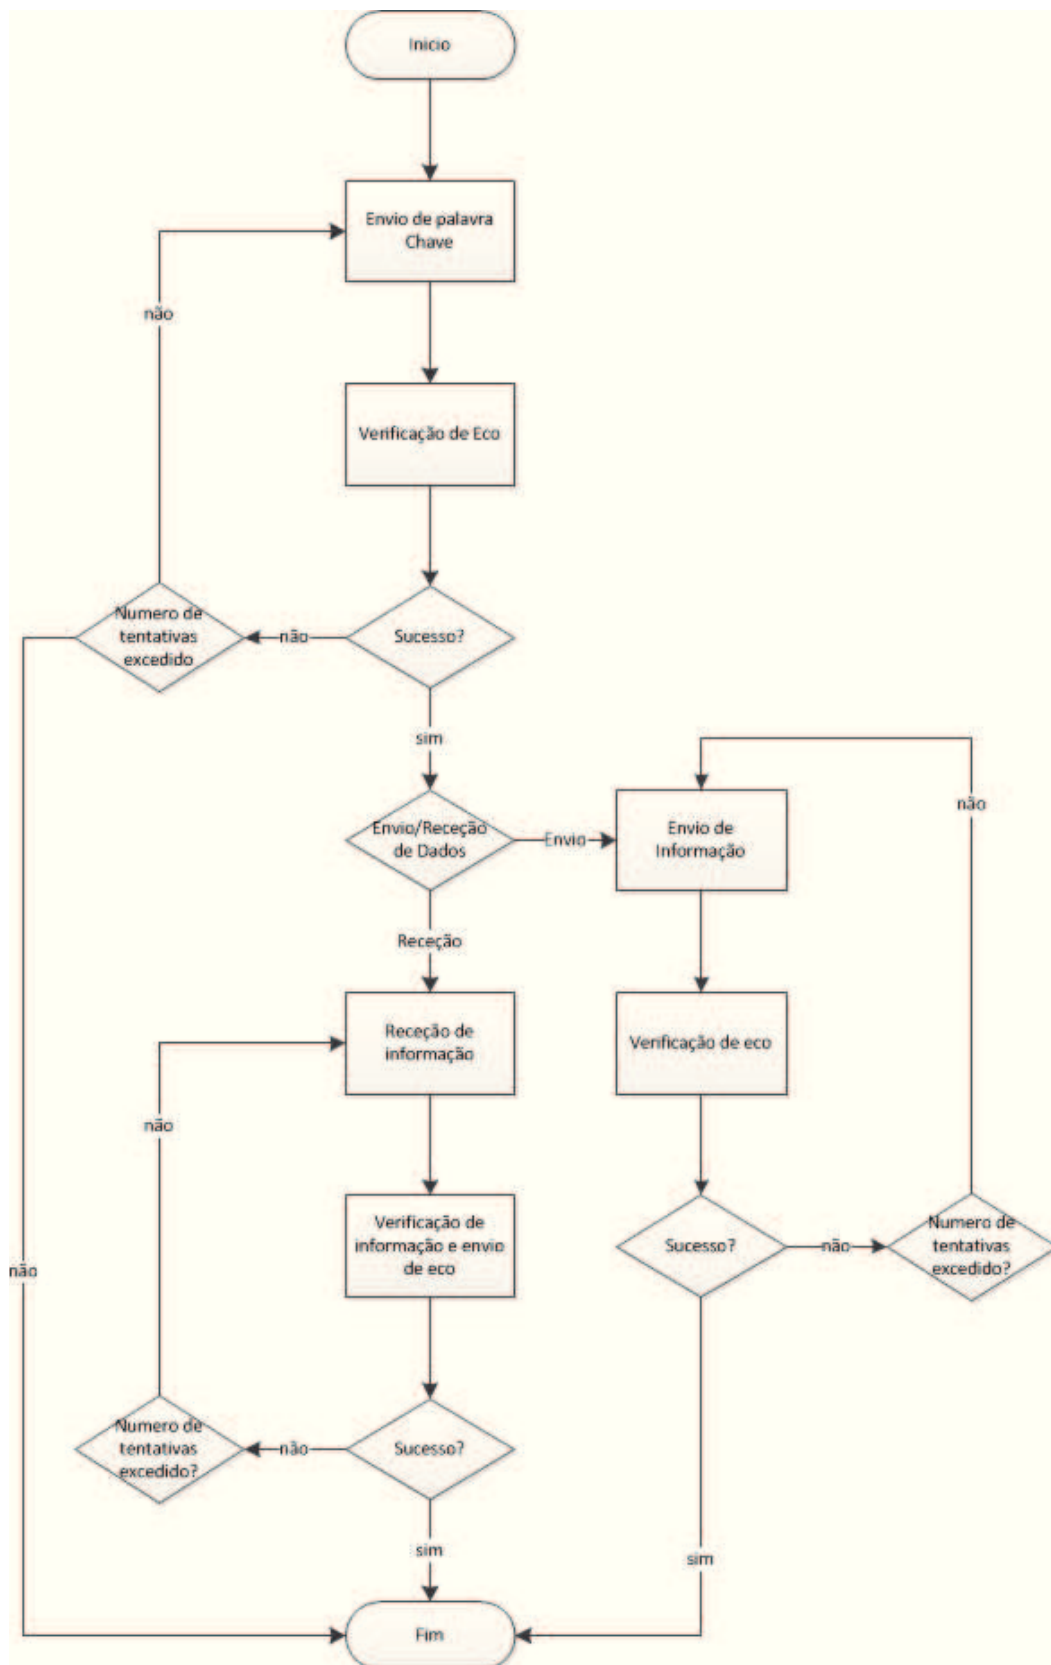 Inicio
Envio de palavra
Chave
não
Verificação de Eco
Numero de
tentativas
excedido
não
Sucesso?
sim
não
Envio/Receção
de Dados
Envio
Envio de
Informação
Receção
Receção de
informação
Verificação de eco
não
Verificação de
informação e envio
de eco
Sucesso?
não
Numero de
tentativas
excedido?
não
Numero de
tentativas
excedido?
não
Sucesso?
sim
sim
Fim